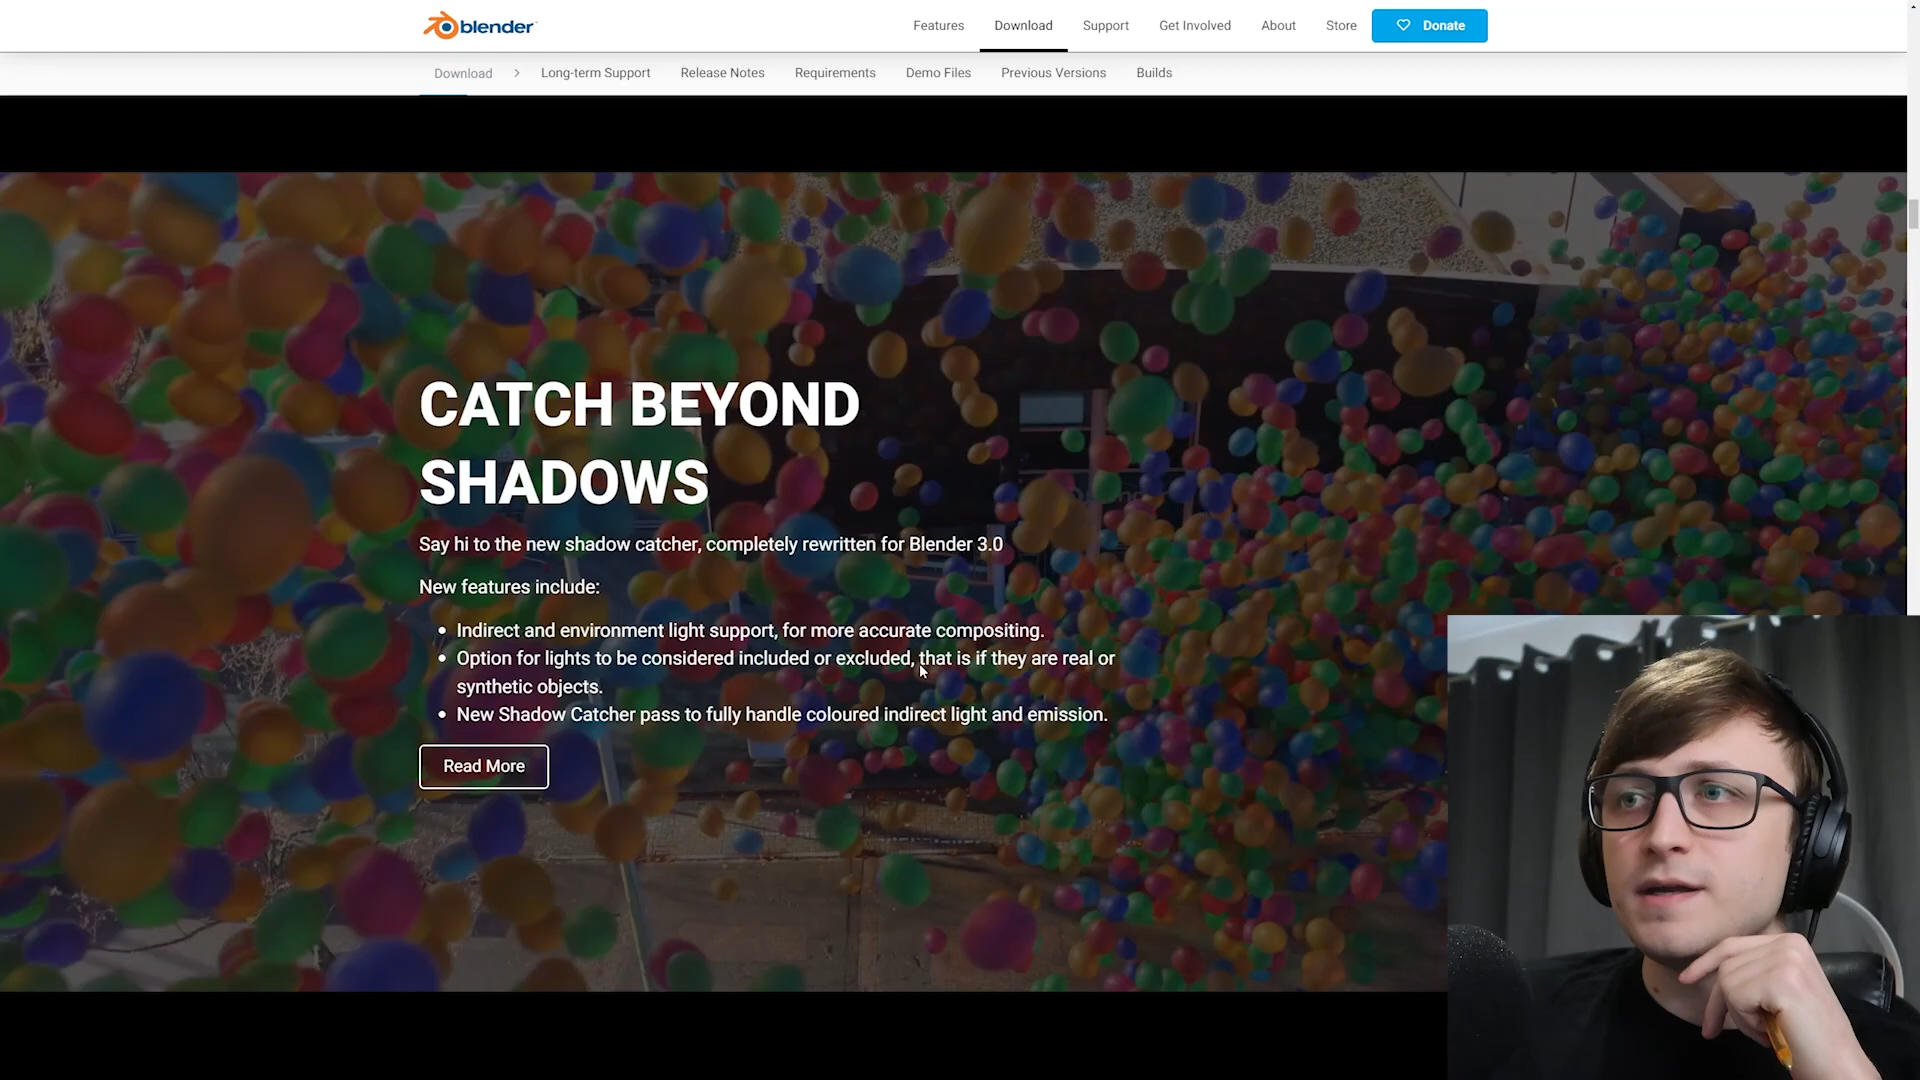 blender
Features Download Support Get Involved About Store Donate
Download Long-term Support Release Notes Requirements Demo Files Previous Versions Builds
CATCH BEYOND
SHADOWS
Say hi to the new shadow catcher, completely rewritten for Blender 3.0
New features include:
Indirect and environment light support, for more accurate compositing.
Option for lights to be considered included or excluded, that is if they are real or
synthetic objects.
New Shadow Catcher pass to fully handle coloured indirect light and emission.
Read More